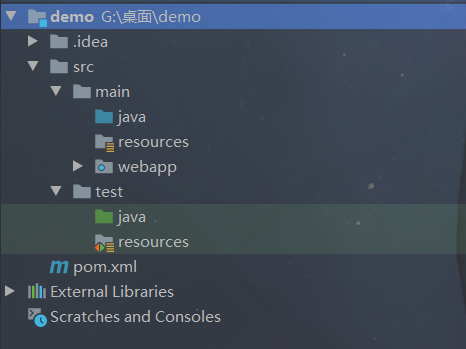 demo G:\桌面\demo
.idea
src
main
java
resources
webapp
test
java
resources
pom.xml
External Libraries
Scratches and Consoles